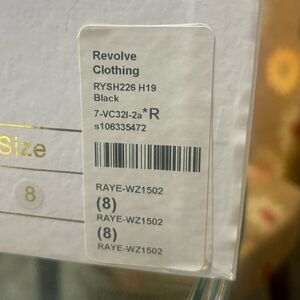 Revolve
Clothing
RYSH226 H19
Black
7-VC32I-2a*R
s106335472
Size
8
RAYE-WZ1502
(8)
RAYE-WZ1502
(8)
RAYE-WZ1502